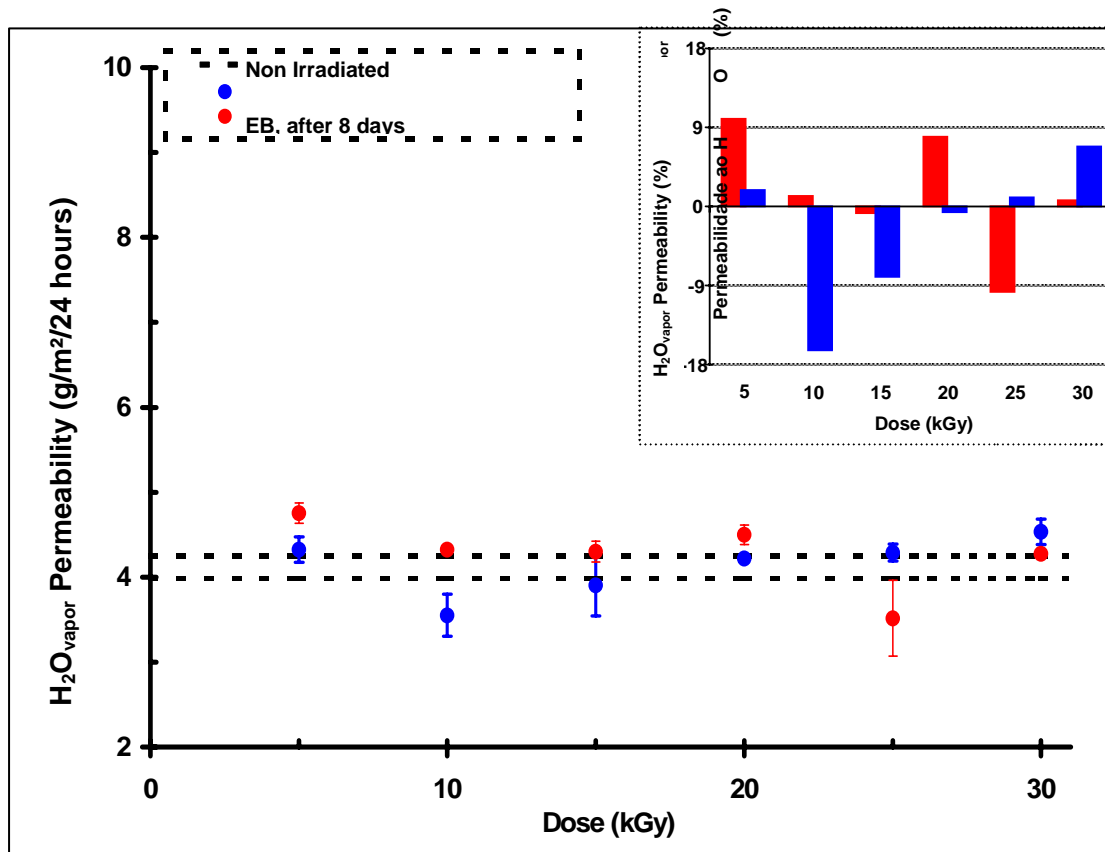 Non Irradiated
EB, after 8 days
10
8
6
4
2
0
10
20
30
Dose (kGy)
H₂Ovapor Permeability (g/m²/24 hours)
H₂Ovapor Permeability (%)
Permeabilidade ao H O (%)
18
9
0
-9
-18
5 10 15 20 25 30
Dose (kGy)